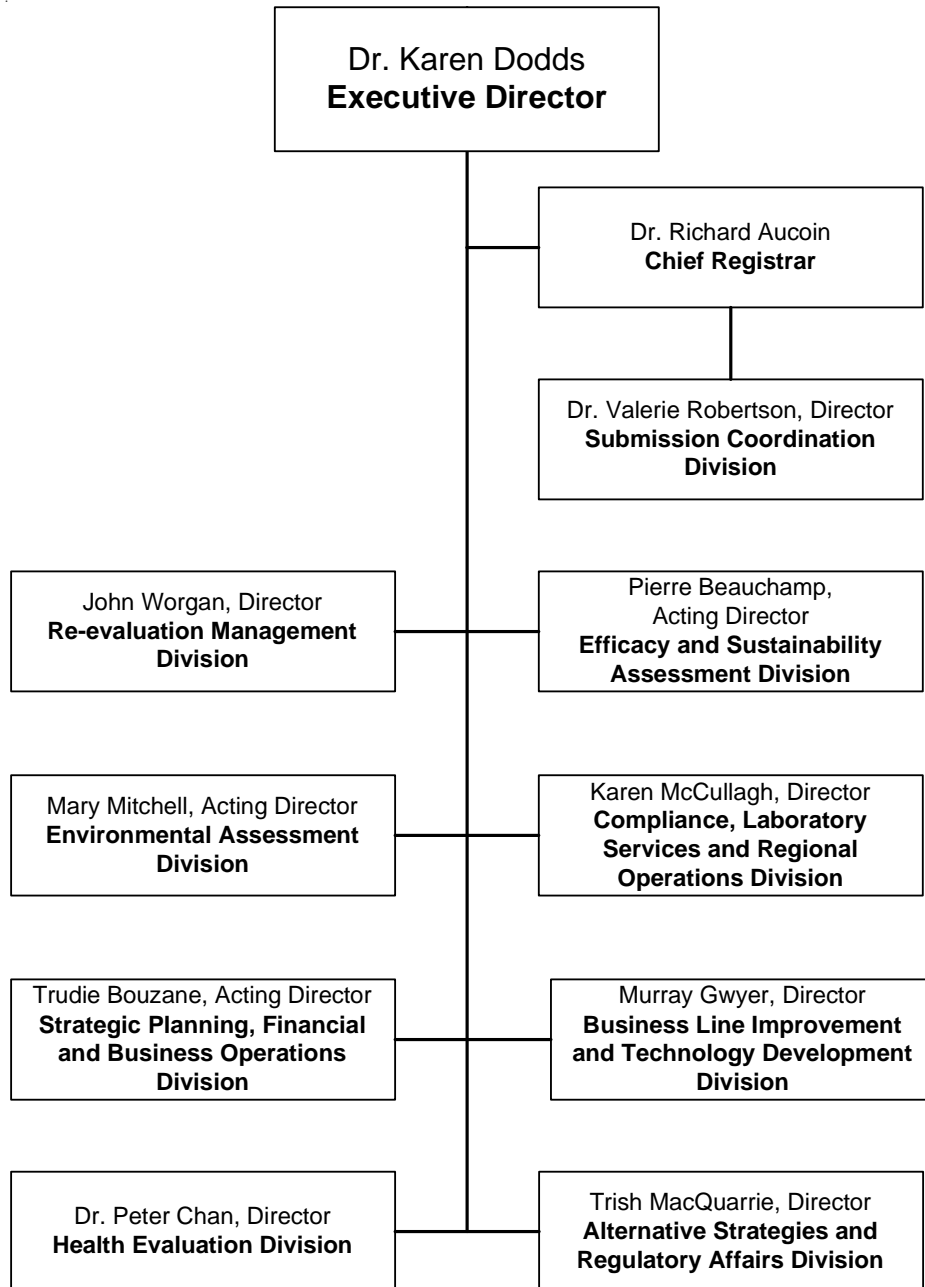 Dr. Karen Dodds
Executive Director
Dr. Richard Aucoin
Chief Registrar
Dr. Valerie Robertson, Director
Submission Coordination
Division
John Worgan, Director
Re-evaluation Management
Division
Pierre Beauchamp,
Acting Director
Efficacy and Sustainability
Assessment Division
Mary Mitchell, Acting Director
Environmental Assessment
Division
Karen McCullagh, Director
Compliance, Laboratory
Services and Regional
Operations Division
Trudie Bouzane, Acting Director
Strategic Planning, Financial
and Business Operations
Division
Murray Gwyer, Director
Business Line Improvement
and Technology Development
Division
Dr. Peter Chan, Director
Health Evaluation Division
Trish MacQuarrie, Director
Alternative Strategies and
Regulatory Affairs Division